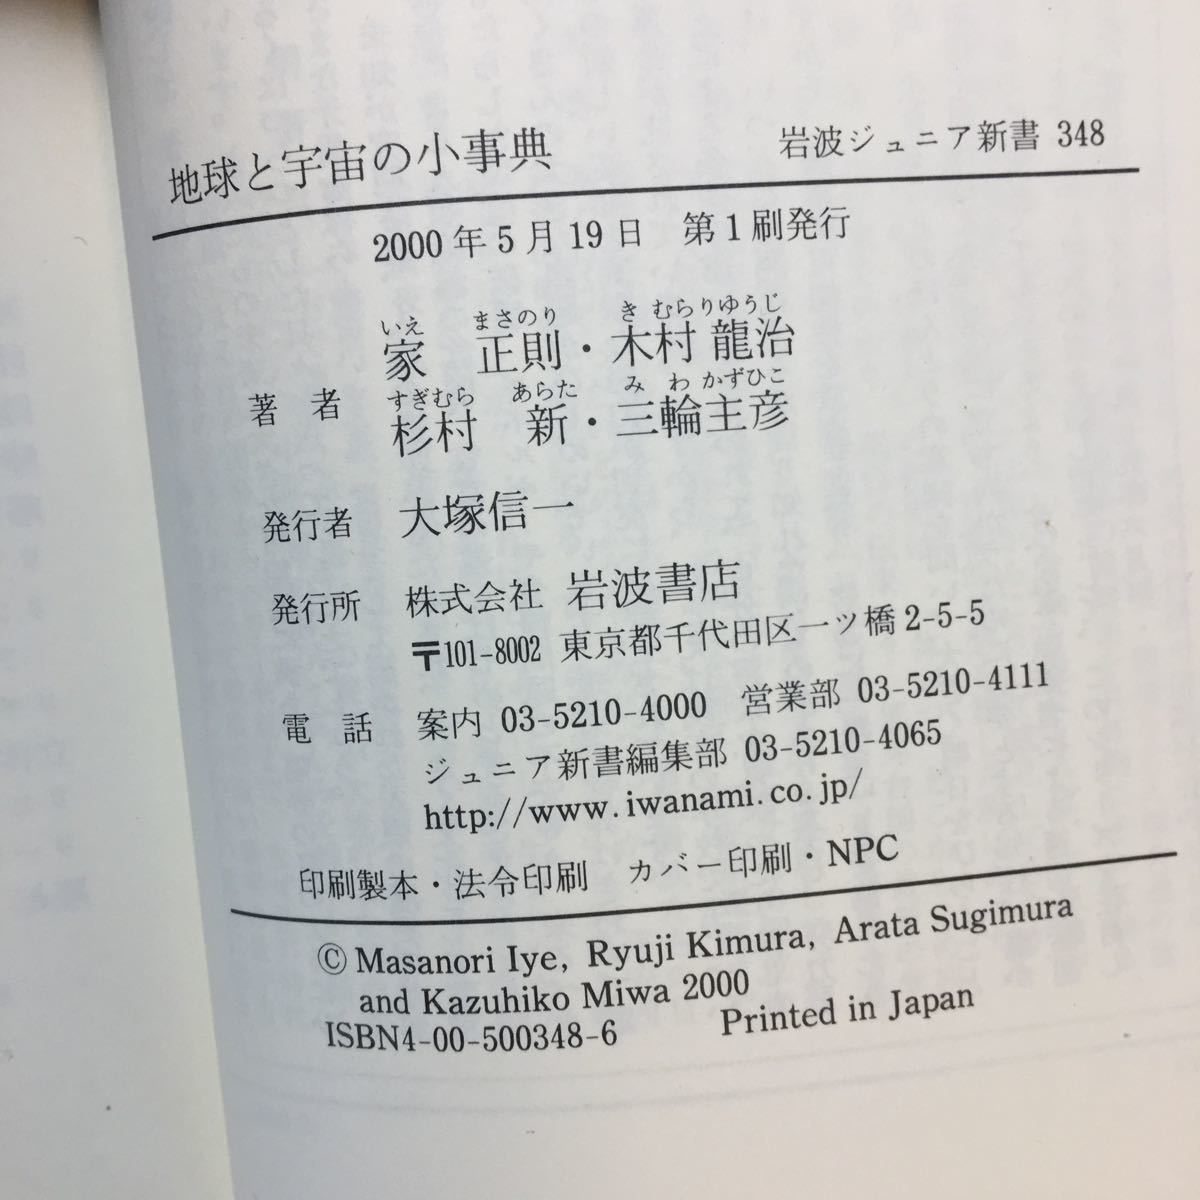 地球と宇宙の小事典 岩波ジュニア新書 348
2000年5月19日 第1刷発行
いえ まさのり き むらりゆうじ
家 正則・木村 龍治
著 者
すぎむら あらた み わ かずひこ
杉村 新・三輪主彦
発行者 大塚信一
発行所 株式会社 岩波書店
〒101-8002 東京都千代田区一ツ橋2-5-5
電 話 案内 03-5210-4000 営業部 03-5210-4111
ジュニア新書編集部 03-5210-4065
http://www.iwanami.co.jp/
印刷製本・法令印刷 カバー印刷・NPC
© Masanori Iye, Ryuji Kimura, Arata Sugimura
and Kazuhiko Miwa 2000
ISBN4-00-500348-6 Printed in Japan